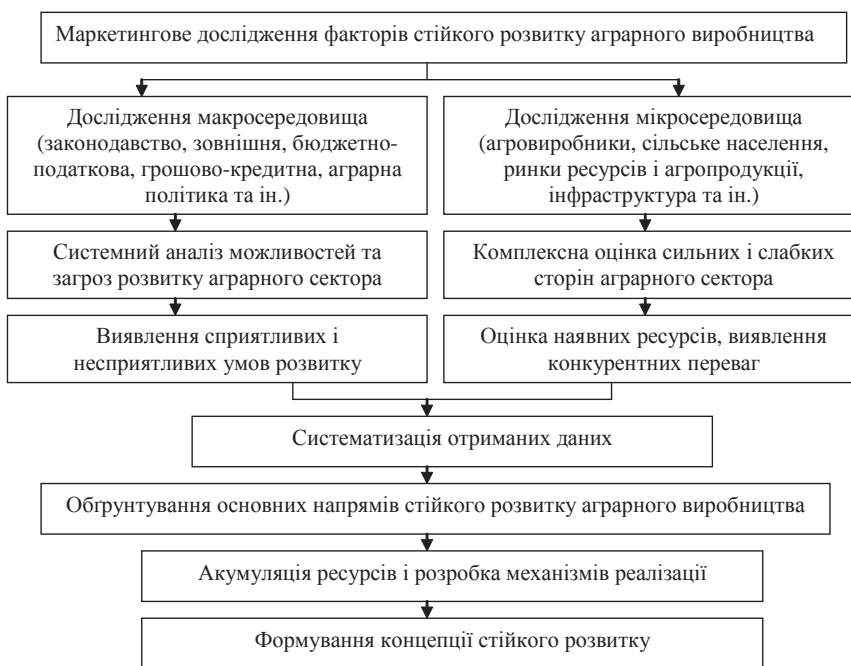 Маркетингове дослідження факторів стійкого розвитку аграрного виробництва
Дослідження макросередовища
(законодавство, зовнішня, бюджетно-
податкова, грошово-кредитна, аграрна
політика та ін.)
Дослідження мікросередовища
(агровиробники, сільське населення,
ринки ресурсів і агропродукції,
інфраструктура та ін.)
Системний аналіз можливостей та
загроз розвитку аграрного сектора
Комплексна оцінка сильних і слабких
сторін аграрного сектора
Виявлення сприятливих і
несприятливих умов розвитку
Оцінка наявних ресурсів, виявлення
конкурентних переваг
Систематизація отриманих даних
Обґрунтування основних напрямів стійкого розвитку аграрного виробництва
Акумуляція ресурсів і розробка механізмів реалізації
Формування концепції стійкого розвитку